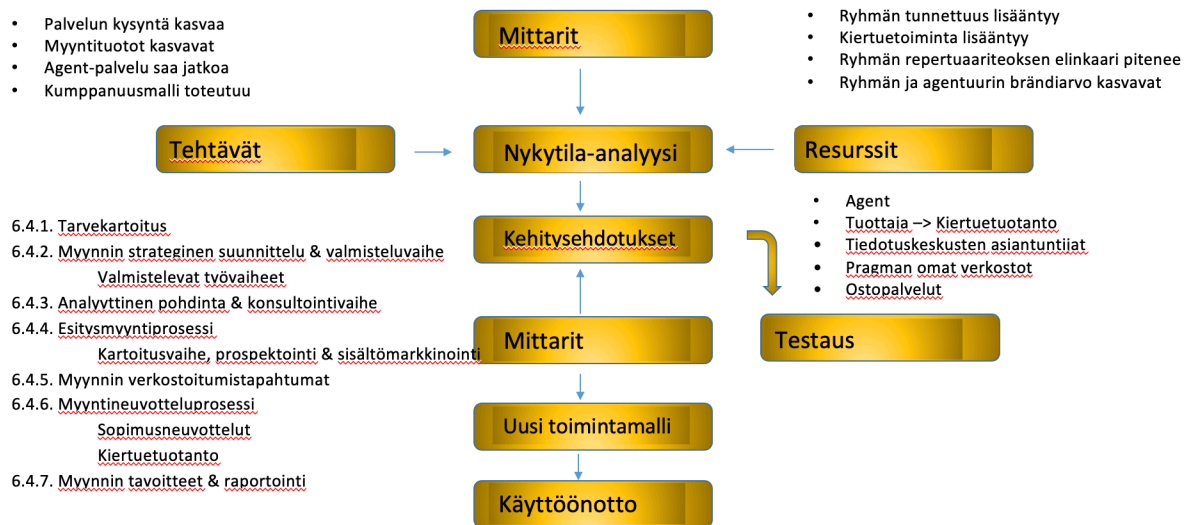 • Palvelun kysyntä kasvaa
• Myyntituotot kasvavat
• Agent-palvelu saa jatkoa
• Kumppanuusmalli toteutuu
Mittarit
• Ryhmän tunnettuus lisääntyy
• Kiertuetoiminta lisääntyy
• Ryhmän repertuaariteoksen elinkaari pitenee
• Ryhmän ja agentuurin brändiarvo kasvavat
Tehtävät
Nykytila-analyysi
Resurssit
6.4.1. Tarvekartoitus
6.4.2. Myynnin strateginen suunnittelu & valmisteluvaihe
Valmistelevat työvaiheet
6.4.3. Analyyttinen pohdinta & konsultointivaihe
6.4.4. Esitysmyyntiprosessi
Kartoitusvaihe, prospektointi & sisältömarkkinointi
6.4.5. Myynnin verkostoitumistapahtumat
6.4.6. Myyntineuvotteluprosessi
Sopimusneuvottelut
Kiertuetuotanto
6.4.7. Myynnin tavoitteet & raportointi
Kehitysehdotukset
• Agent
• Tuottaja –> Kiertuetuotanto
• Tiedotuskeskusten asiantuntijat
• Pragman omat verkostot
• Ostopalvelut
Mittarit
Testaus
Uusi toimintamalli
Käyttöönotto